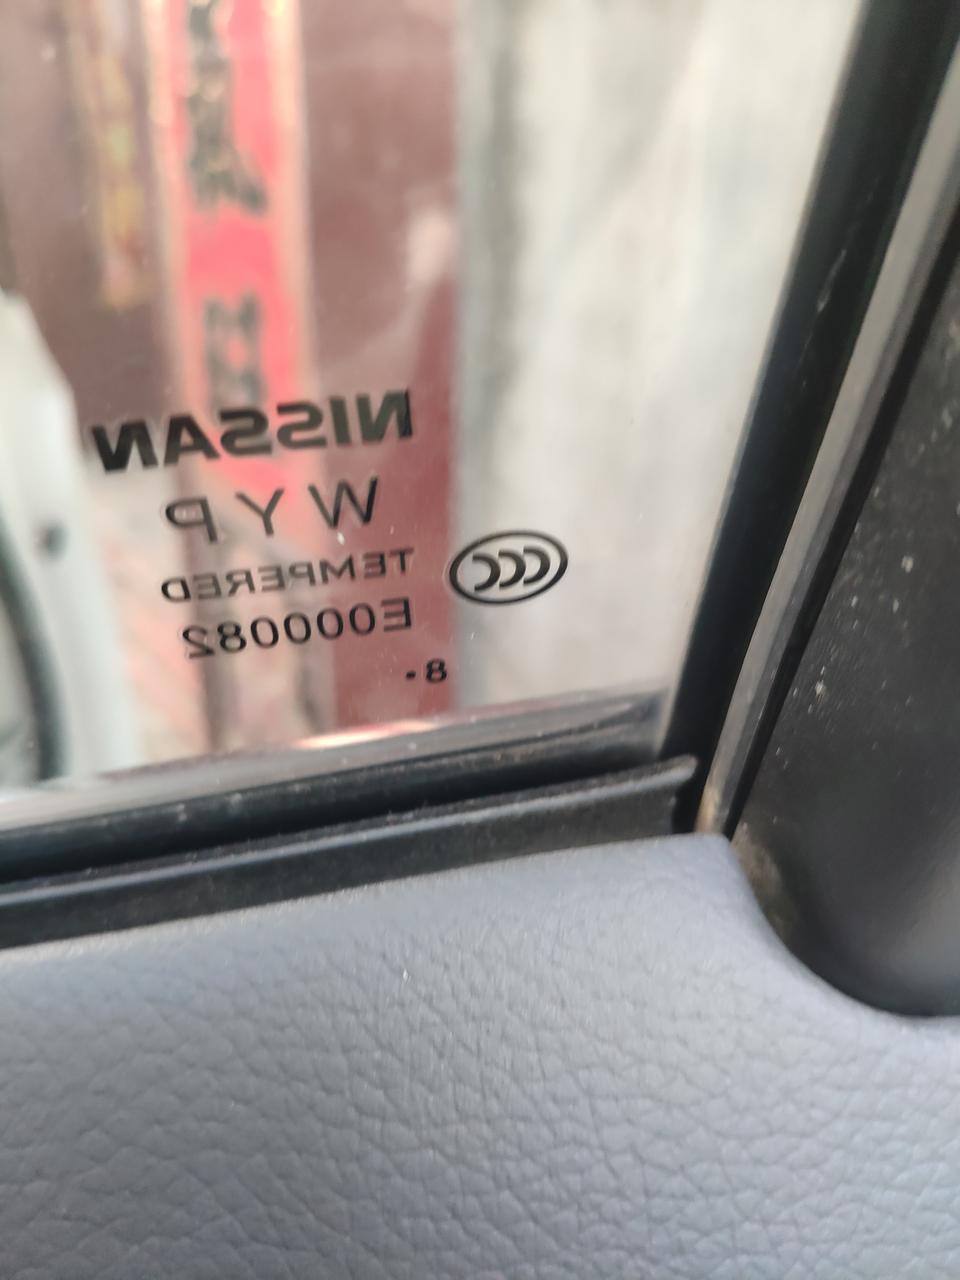 NISSAN
W Y P
TEMPERED
CCC
E000082
8 .